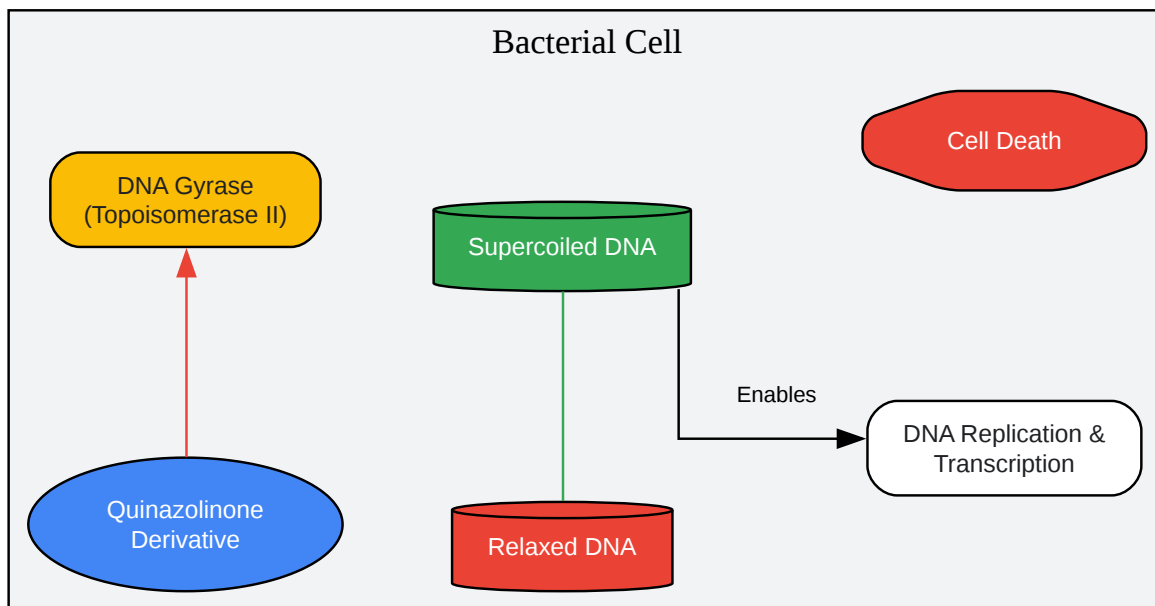 Bacterial Cell
Cell Death
DNA Gyrase
(Topoisomerase II)
Supercoiled DNA
Enables
DNA Replication &
Transcription
Quinazolinone
Derivative
Relaxed DNA